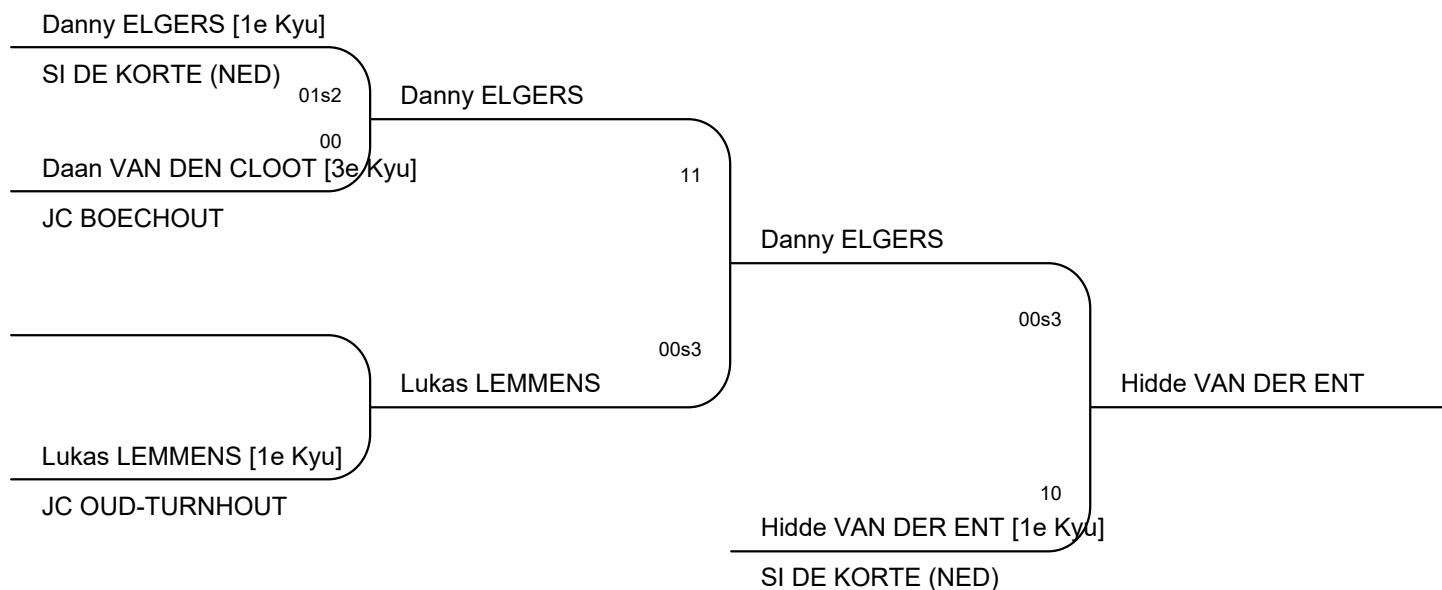 Danny ELGERS [1e Kyu]
SI DE KORTE (NED)
01s2
Danny ELGERS
00
Daan VAN DEN CLOOT [3e Kyu]
11
JC BOECHOUT
Danny ELGERS
00s3
00s3
Lukas LEMMENS
Hidde VAN DER ENT
Lukas LEMMENS [1e Kyu]
JC OUD-TURNHOUT
10
Hidde VAN DER ENT [1e Kyu]
SI DE KORTE (NED)